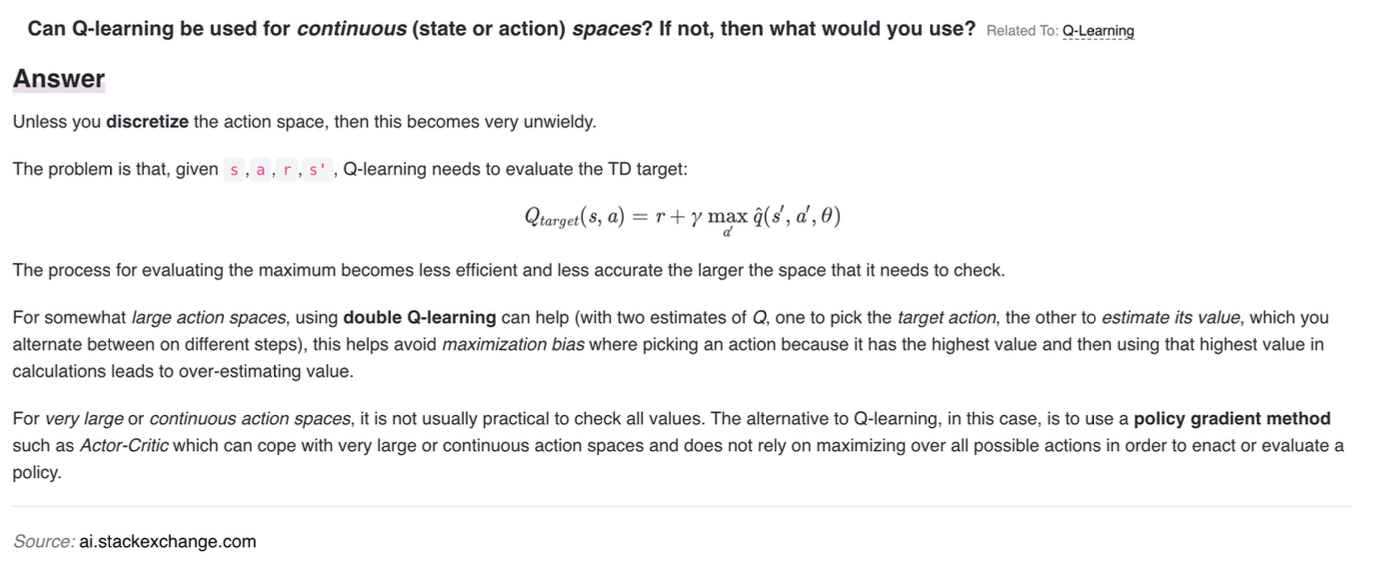 Can Q-learning be used for continuous (state or action) spaces? If not, then what would you use? Related To: Q-Learning
Answer
Unless you discretize the action space, then this becomes very unwieldy.
The problem is that, given s , a , r , s' , Q-learning needs to evaluate the TD target:
Q_{target}(s, a) = r + γ max_{a'} q̂(s', a', θ)
The process for evaluating the maximum becomes less efficient and less accurate the larger the space that it needs to check.
For somewhat large action spaces, using double Q-learning can help (with two estimates of Q, one to pick the target action, the other to estimate its value, which you
alternate between on different steps), this helps avoid maximization bias where picking an action because it has the highest value and then using that highest value in
calculations leads to over-estimating value.
For very large or continuous action spaces, it is not usually practical to check all values. The alternative to Q-learning, in this case, is to use a policy gradient method
such as Actor-Critic which can cope with very large or continuous action spaces and does not rely on maximizing over all possible actions in order to enact or evaluate a
policy.
Source: ai.stackexchange.com